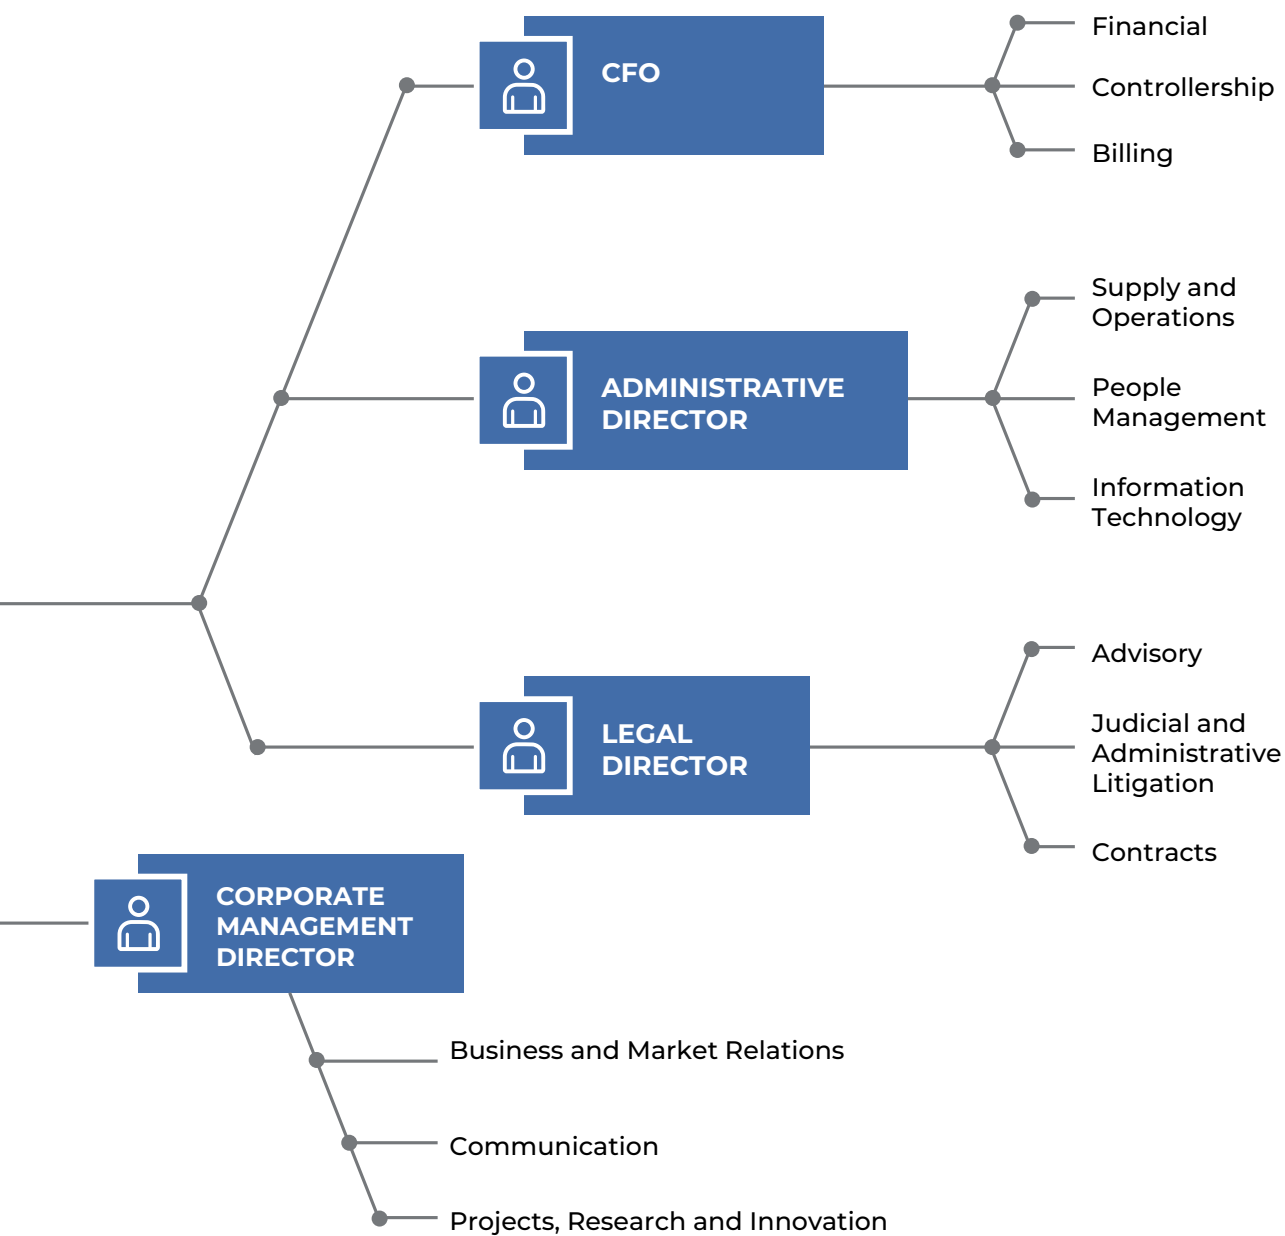 CFO
Financial
Controllership
Billing
ADMINISTRATIVE
DIRECTOR
Supply and
Operations
People
Management
Information
Technology
LEGAL
DIRECTOR
Advisory
Judicial and
Administrative
Litigation
Contracts
CORPORATE
MANAGEMENT
DIRECTOR
Business and Market Relations
Communication
Projects, Research and Innovation